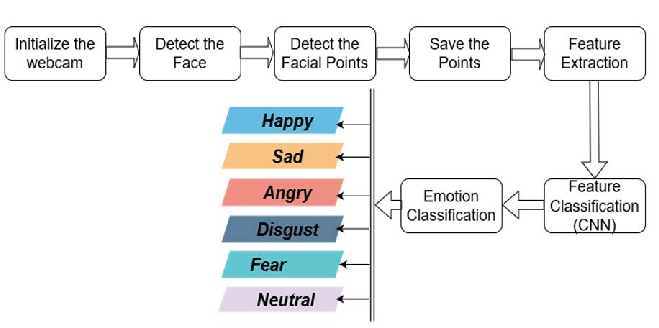 Initialize the
webcam
Detect the
Face
Detect the
Facial Points
Save the
Points
Feature
Extraction
Feature
Classification
(CNN)
Emotion
Classification
Happy
Sad
Angry
Disgust
Fear
Neutral